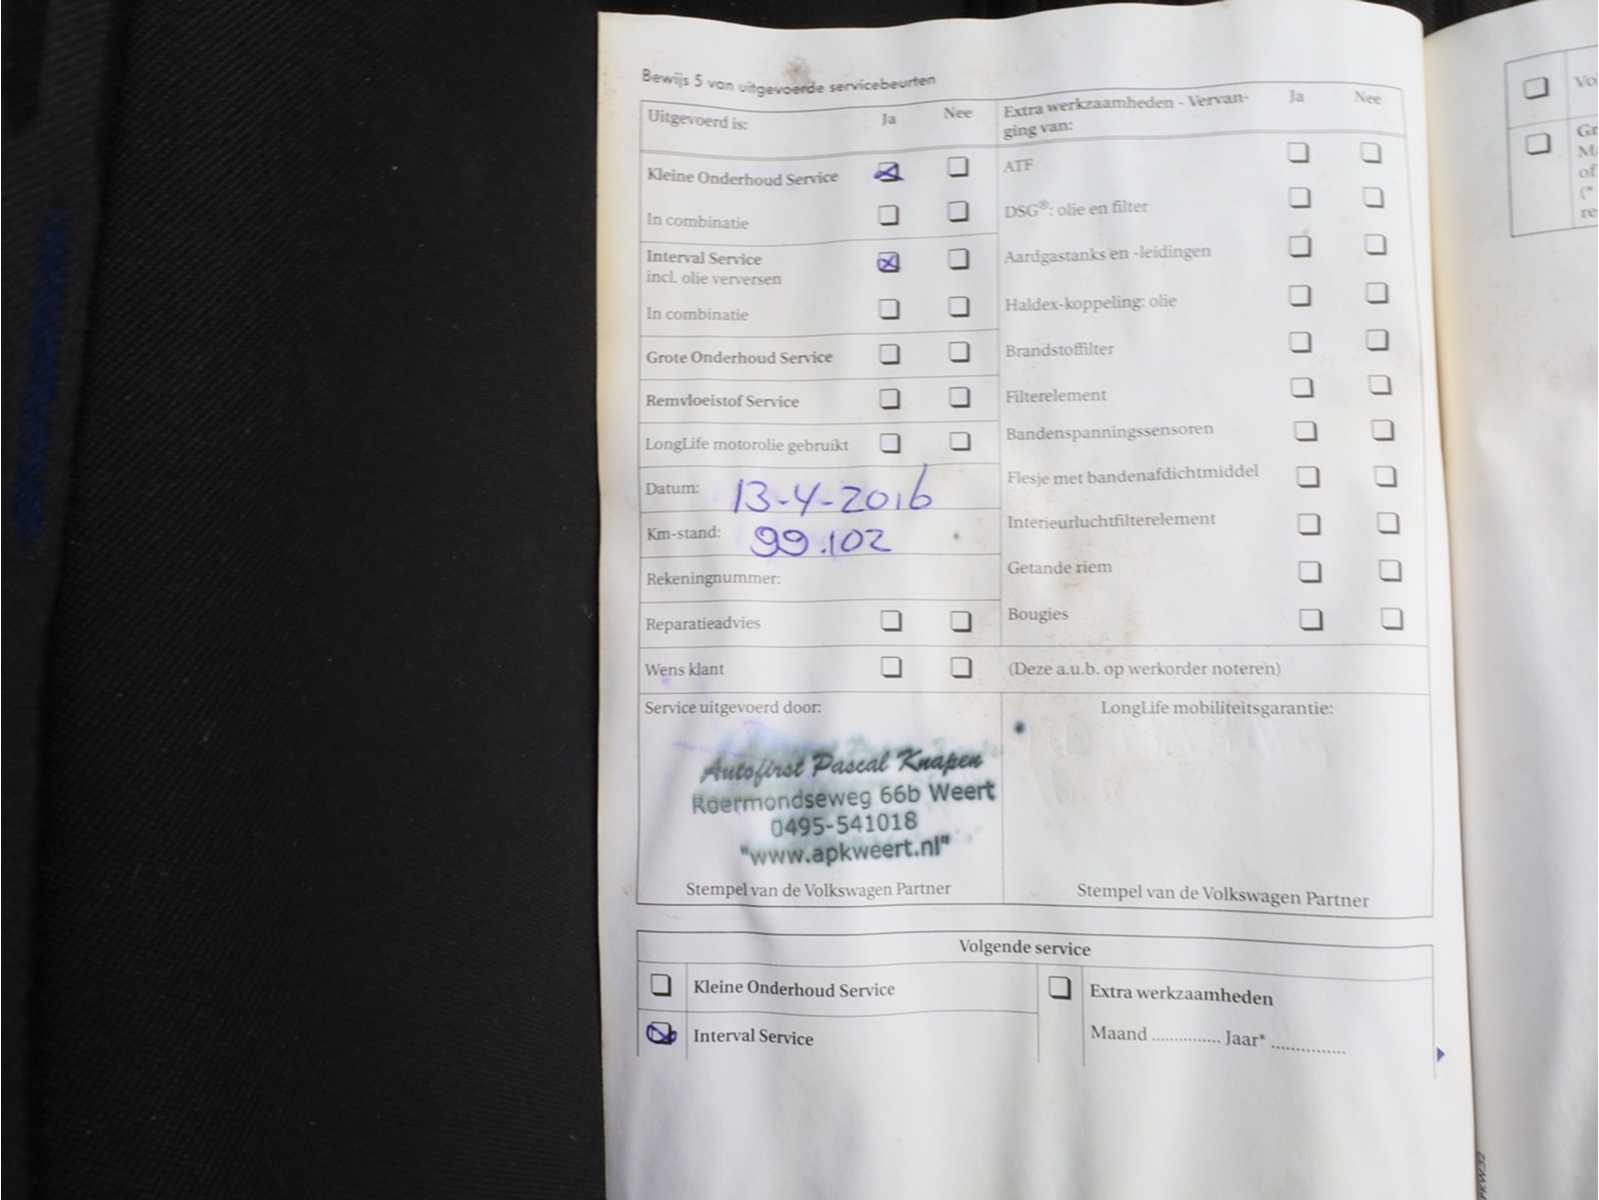 Bewijs 5 van uitgevoerde servicebeurten
Uitgevoerd is: Ja Nee
Kleine Onderhoud Service
In combinatie
Interval Service
incl. olie verversen
In combinatie
Grote Onderhoud Service
Remvloeistof Service
LongLife motorolie gebruikt
Datum: 13-4-2016
Km-stand: 99.102
Rekeningnummer:
Reparatieadvies
Wens klant
Extra werkzaamheden - Vervan- Ja Nee
ging van:
ATF
DSG®: olie en filter
Aardgastanks en -leidingen
Haldex-koppeling: olie
Brandstoffilter
Filterelement
Bandenspanningssensoren
Flesje met bandenafdichtmiddel
Interieurluchtfilterelement
Getande riem
Bougies
(Deze a.u.b. op werkorder noteren)
Service uitgevoerd door:
Autofirst Pascal Knapen
Roermondseweg 66b Weert
0495-541018
"www.apkweert.nl"
Stempel van de Volkswagen Partner
LongLife mobiliteitsgarantie:
Stempel van de Volkswagen Partner
Volgende service
Kleine Onderhoud Service
Interval Service
Extra werkzaamheden
Maand ............... Jaar* ...............